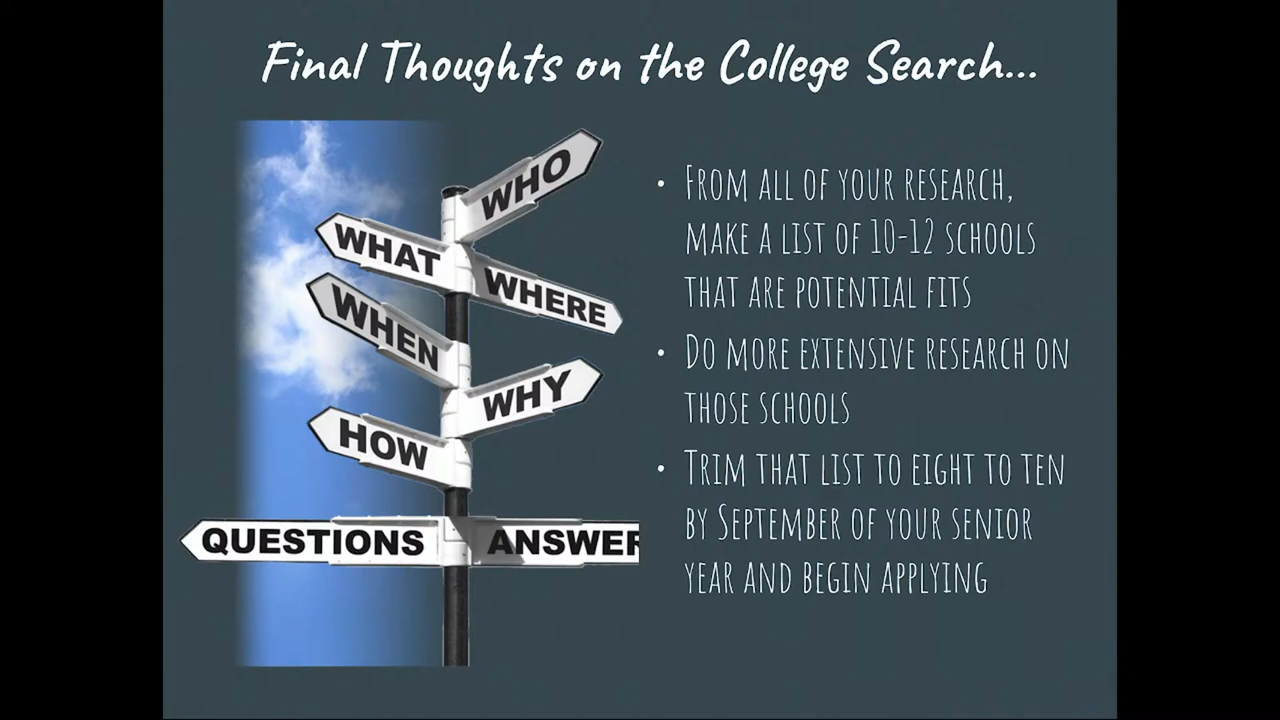 Final Thoughts on the College Search...
WHO
WHAT
WHERE
WHEN
WHY
HOW
QUESTIONS
ANSWER
• FROM ALL OF YOUR RESEARCH,
MAKE A LIST OF 10-12 SCHOOLS
THAT ARE POTENTIAL FITS
• DO MORE EXTENSIVE RESEARCH ON
THOSE SCHOOLS
• TRIM THAT LIST TO EIGHT TO TEN
BY SEPTEMBER OF YOUR SENIOR
YEAR AND BEGIN APPLYING